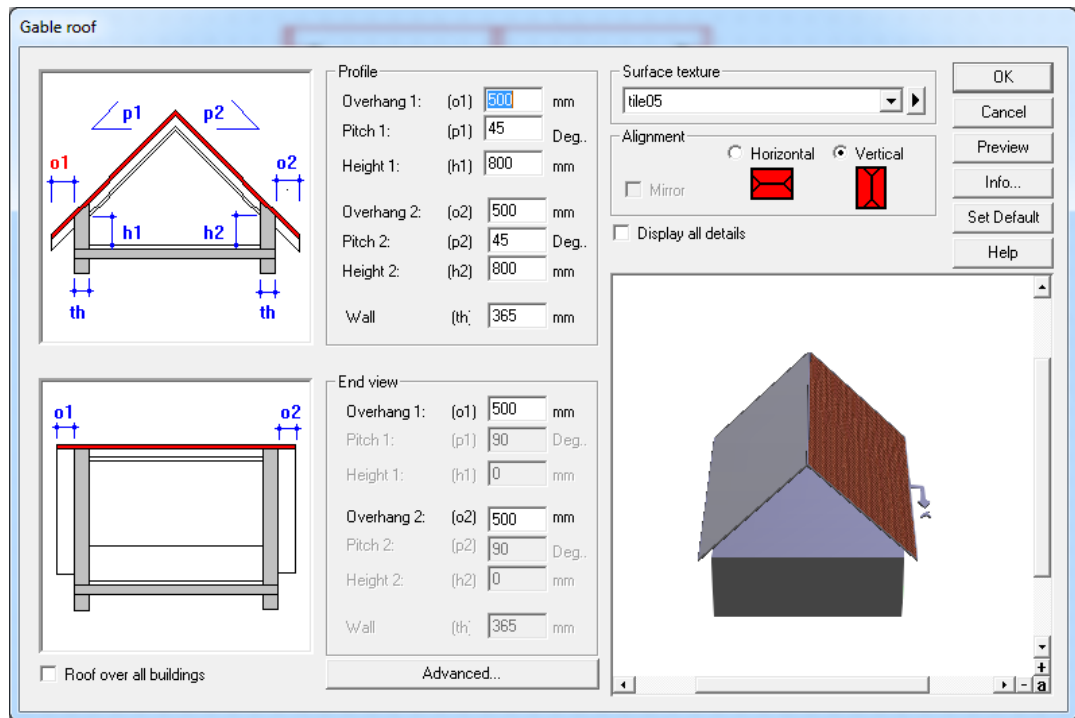 Gable roof
p1 p2
o1 o2
h1 h2
th th
Profile
Overhang 1: (o1) 500 mm
Pitch 1: (p1) 45 Deg..
Height 1: (h1) 800 mm
Overhang 2: (o2) 500 mm
Pitch 2: (p2) 45 Deg..
Height 2: (h2) 800 mm
Wall (th) 365 mm
Surface texture
tile05
Alignment
Horizontal Vertical
Mirror
Display all details
OK
Cancel
Preview
Info...
Set Default
Help
o1 o2
End view
Overhang 1: (o1) 500 mm
Pitch 1: (p1) 90 Deg..
Height 1: (h1) 0 mm
Overhang 2: (o2) 500 mm
Pitch 2: (p2) 90 Deg..
Height 2: (h2) 0 mm
Wall (th) 365 mm
x
+
- a
Roof over all buildings
Advanced...